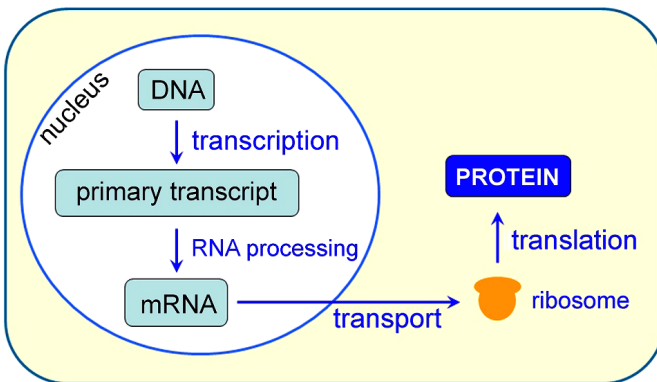 nucleus
DNA
transcription
primary transcript
RNA processing
mRNA
transport
ribosome
translation
PROTEIN